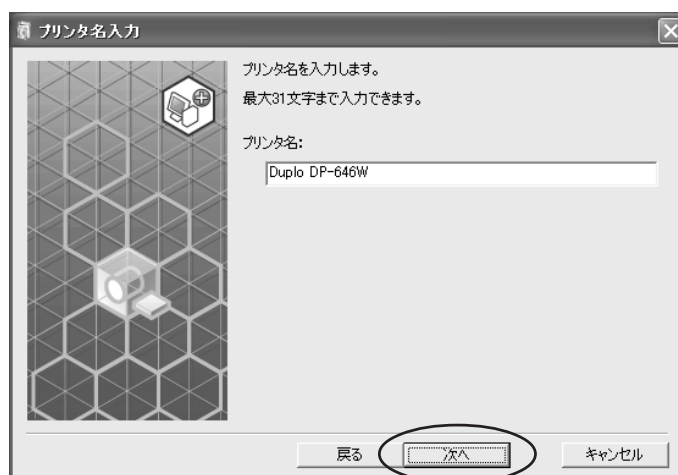 プリンタ名入力
プリンタ名を入力します。
最大31文字まで入力できます。
プリンタ名:
Duplo DP-646W
戻る 次へ キャンセル